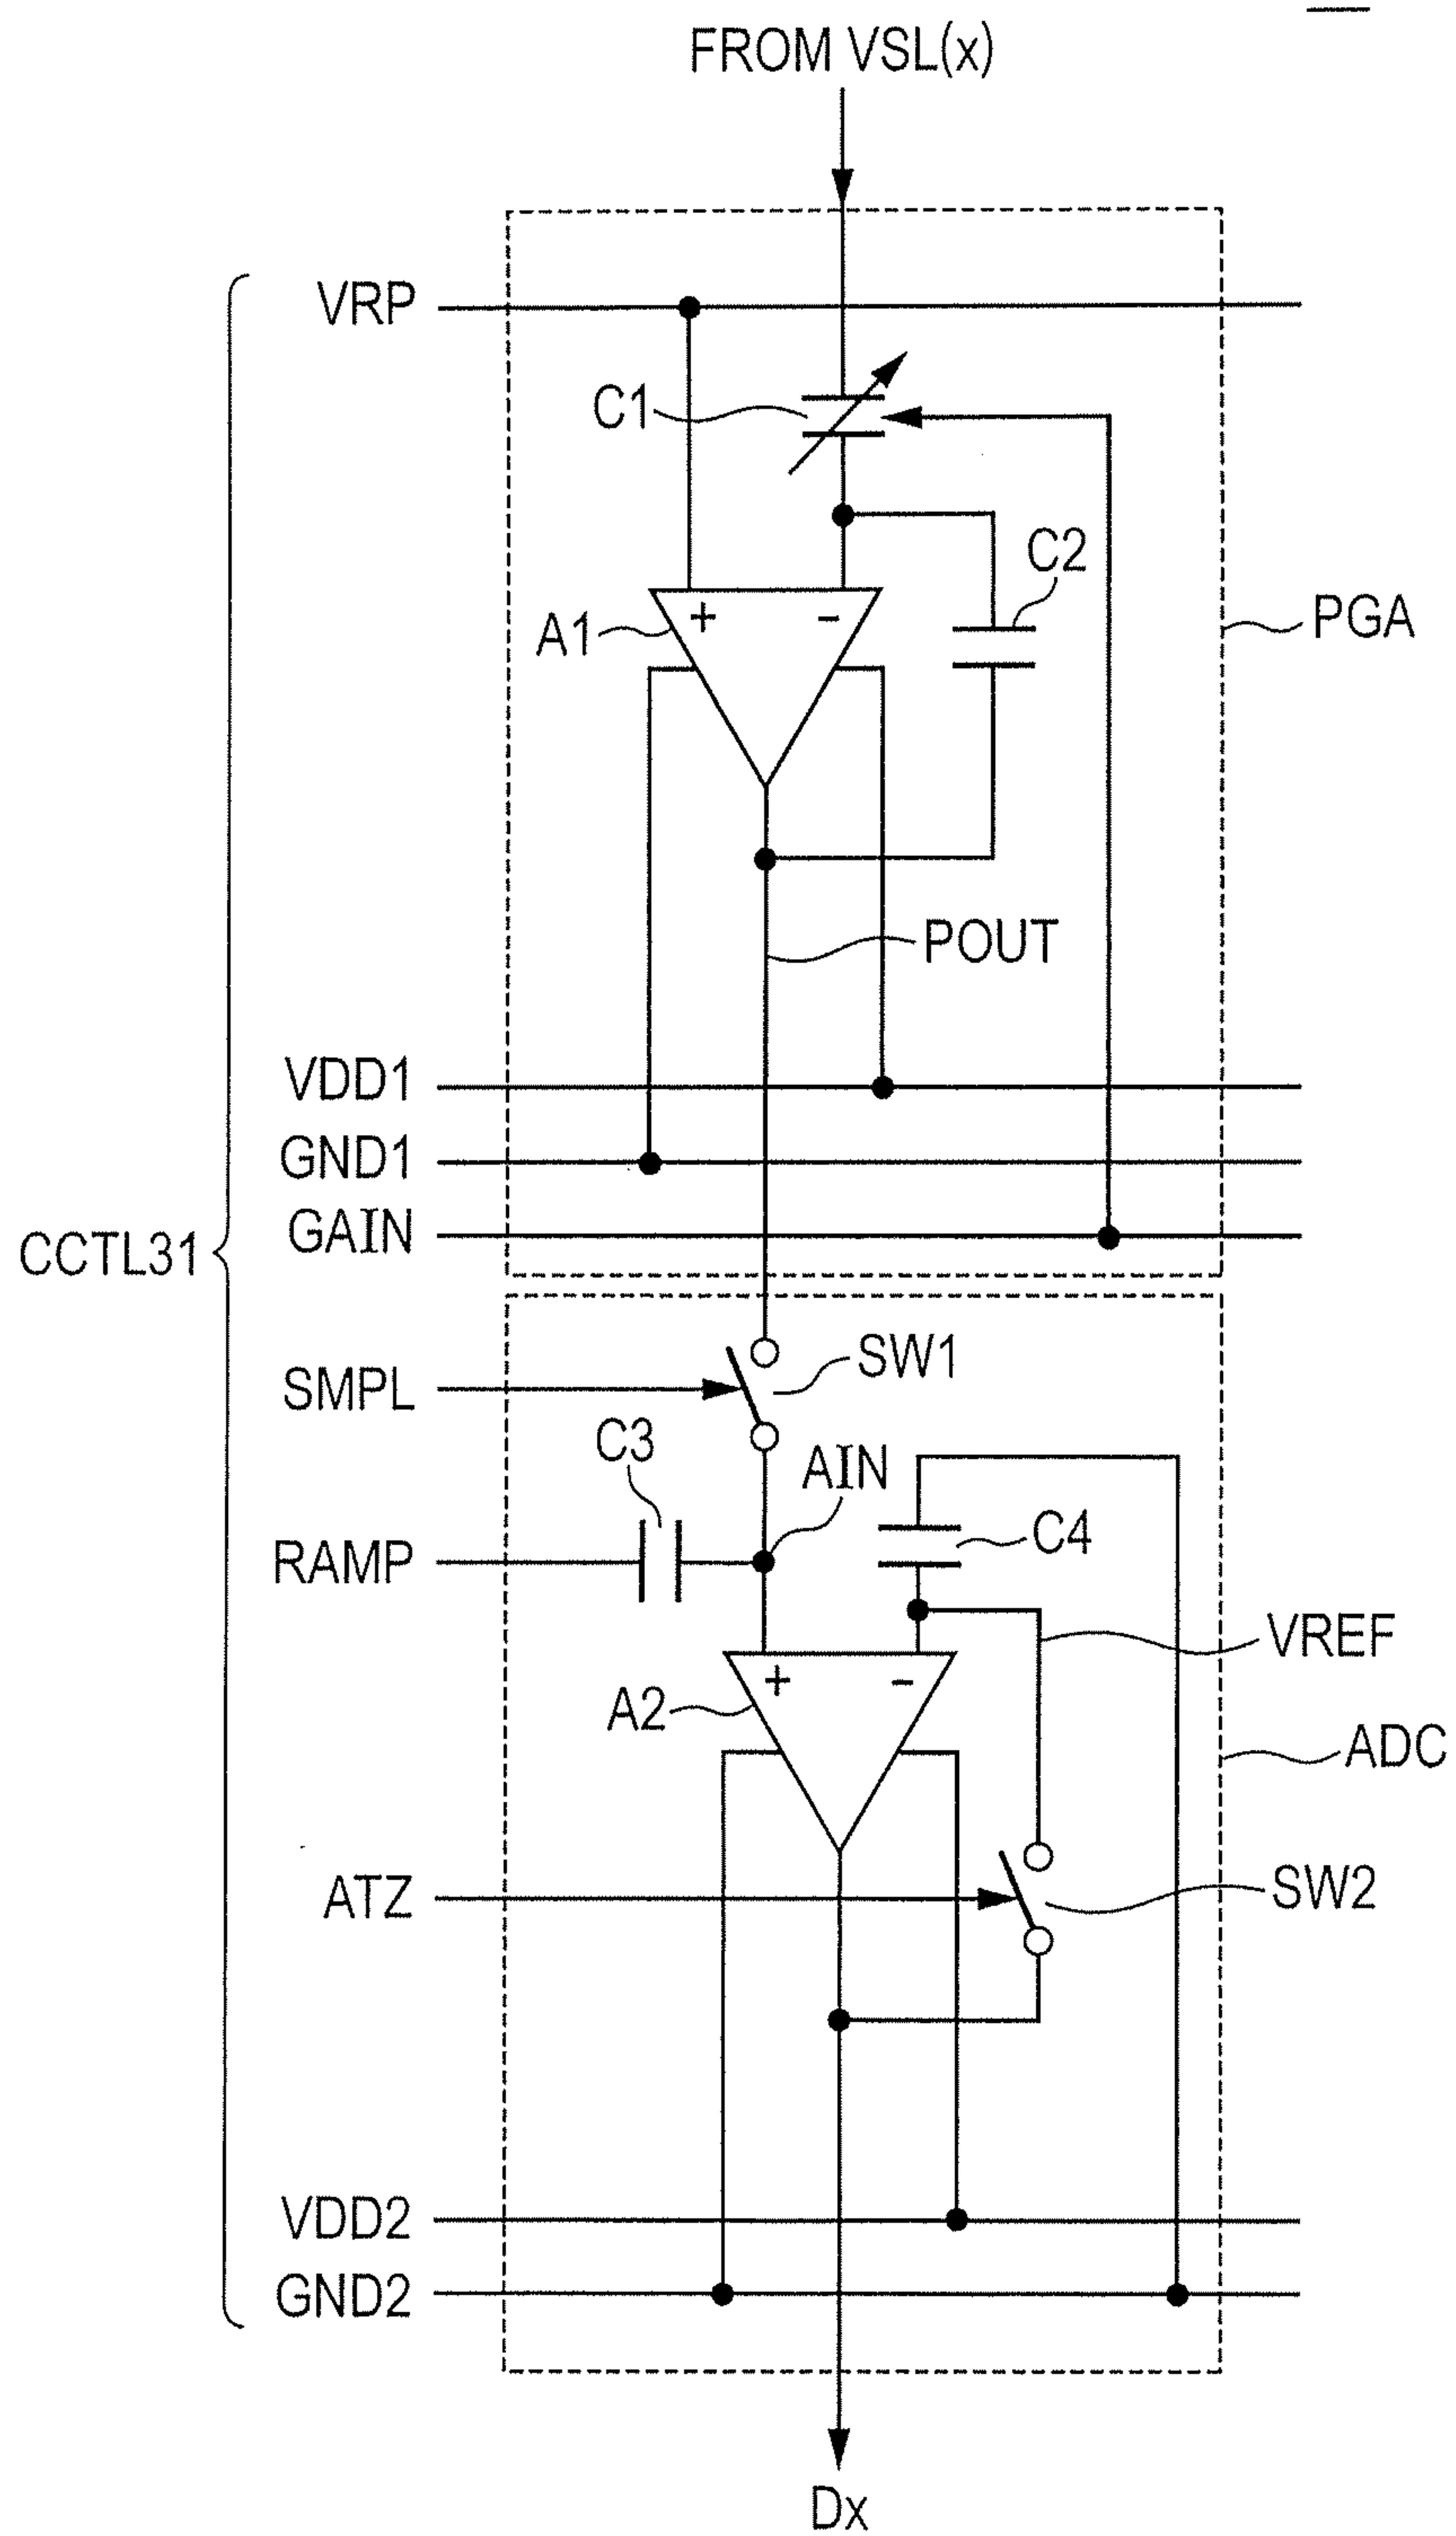 FROM VSL(x)
VRP
C1
C2
PGA
A1
+ -
POUT
VDD1
GND1
GAIN
CCTL31
SW1
SMPL
C3
AIN
C4
RAMP
VREF
+ -
A2
ADC
ATZ
SW2
VDD2
GND2
Dx